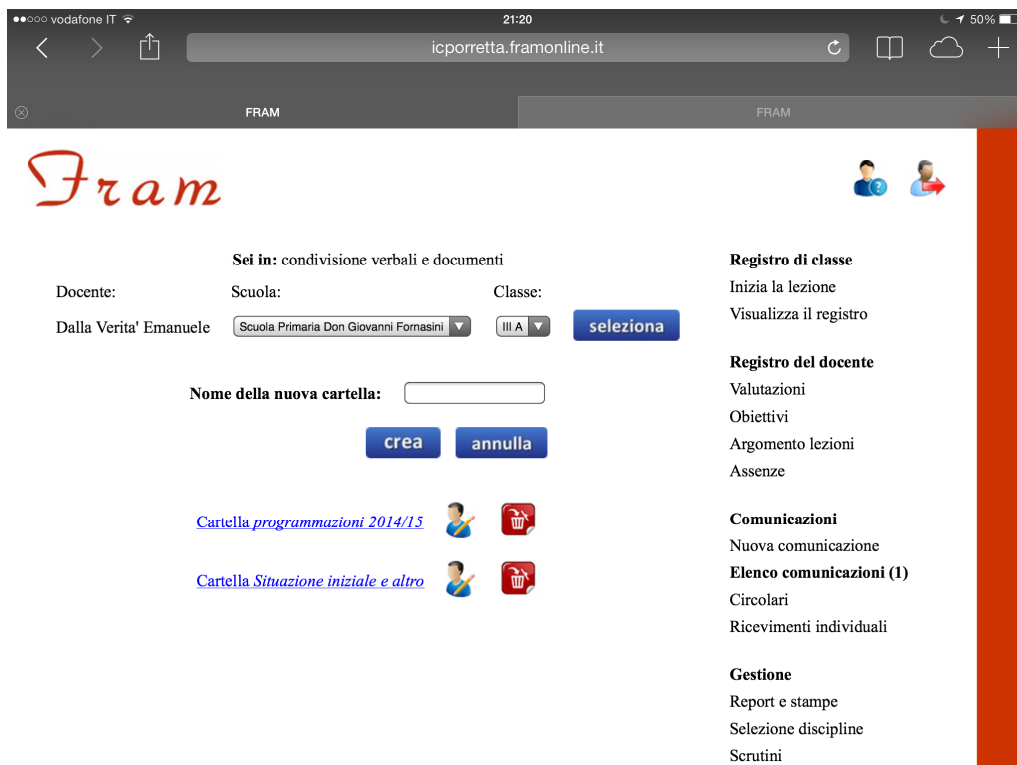 vodafone IT
21:20
50%
icporretta.framonline.it
FRAM
FRAM
Fram
Sei in: condivisione verbali e documenti
Docente: Scuola: Classe:
Dalla Verita' Emanuele Scuola Primaria Don Giovanni Fornasini III A seleziona
Nome della nuova cartella:
crea annulla
Cartella programmazioni 2014/15
Cartella Situazione iniziale e altro
Registro di classe
Inizia la lezione
Visualizza il registro
Registro del docente
Valutazioni
Obiettivi
Argomento lezioni
Assenze
Comunicazioni
Nuova comunicazione
Elenco comunicazioni (1)
Circolari
Ricevimenti individuali
Gestione
Report e stampe
Selezione discipline
Scrutini